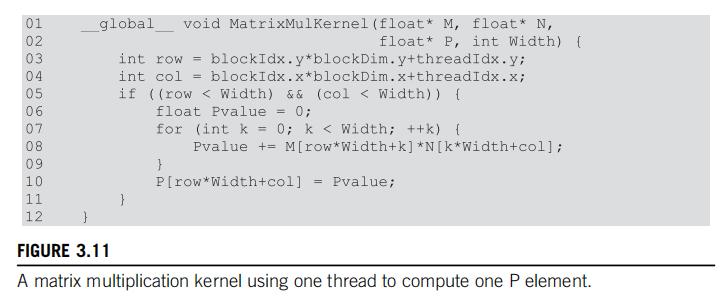 01 __global__ void MatrixMulKernel(float* M, float* N,
02 float* P, int Width) {
03 int row = blockIdx.y*blockDim.y+threadIdx.y;
04 int col = blockIdx.x*blockDim.x+threadIdx.x;
05 if ((row < Width) && (col < Width)) {
06 float Pvalue = 0;
07 for (int k = 0; k < Width; ++k) {
08 Pvalue += M[row*Width+k]*N[k*Width+col];
09 }
10 P[row*Width+col] = Pvalue;
11 }
12 }
FIGURE 3.11
A matrix multiplication kernel using one thread to compute one P element.